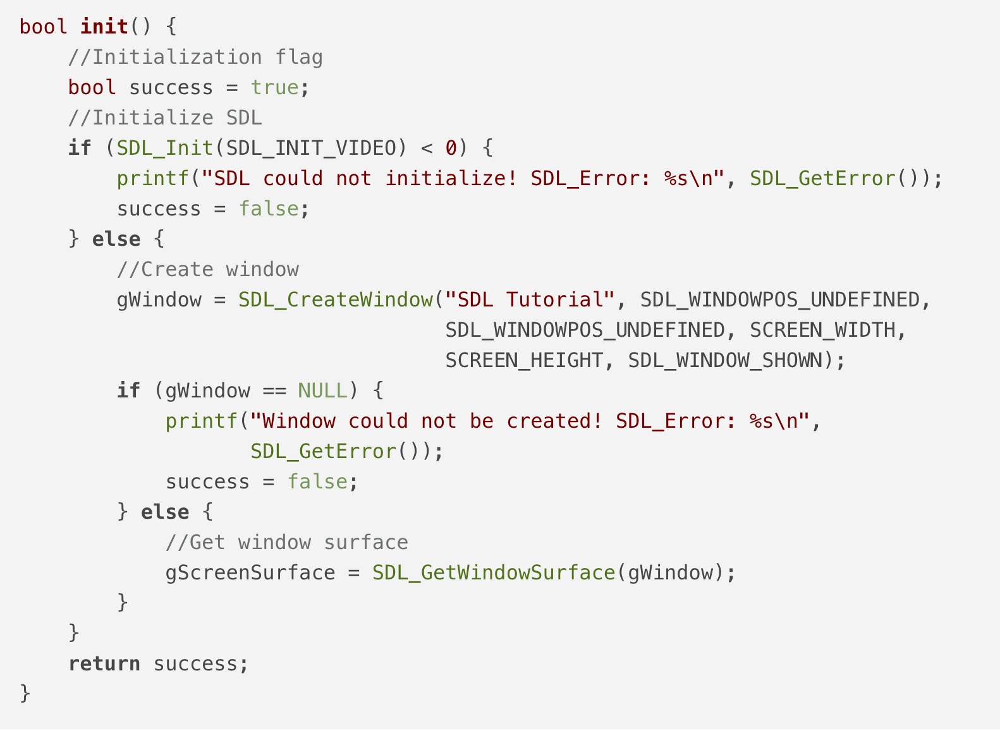 bool init() {
    //Initialization flag
    bool success = true;
    //Initialize SDL
    if (SDL_Init(SDL_INIT_VIDEO) < 0) {
        printf("SDL could not initialize! SDL_Error: %s\n", SDL_GetError());
        success = false;
    } else {
        //Create window
        gWindow = SDL_CreateWindow("SDL Tutorial", SDL_WINDOWPOS_UNDEFINED,
                                   SDL_WINDOWPOS_UNDEFINED, SCREEN_WIDTH,
                                   SCREEN_HEIGHT, SDL_WINDOW_SHOWN);
        if (gWindow == NULL) {
            printf("Window could not be created! SDL_Error: %s\n",
                   SDL_GetError());
            success = false;
        } else {
            //Get window surface
            gScreenSurface = SDL_GetWindowSurface(gWindow);
        }
    }
    return success;
}